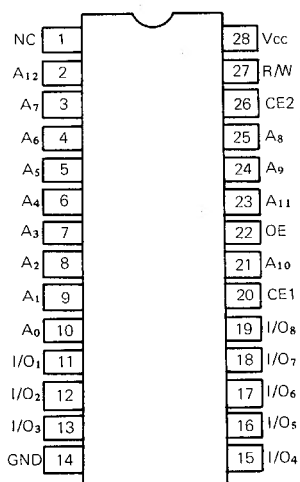 NC 1 28 Vcc
A₁₂ 2 27 R/W
A₇ 3 26 CE2
A₆ 4 25 A₈
A₅ 5 24 A₉
A₄ 6 23 A₁₁
A₃ 7 22 OE
A₂ 8 21 A₁₀
A₁ 9 20 CE1
A₀ 10 19 I/O₈
I/O₁ 11 18 I/O₇
I/O₂ 12 17 I/O₆
I/O₃ 13 16 I/O₅
GND 14 15 I/O₄